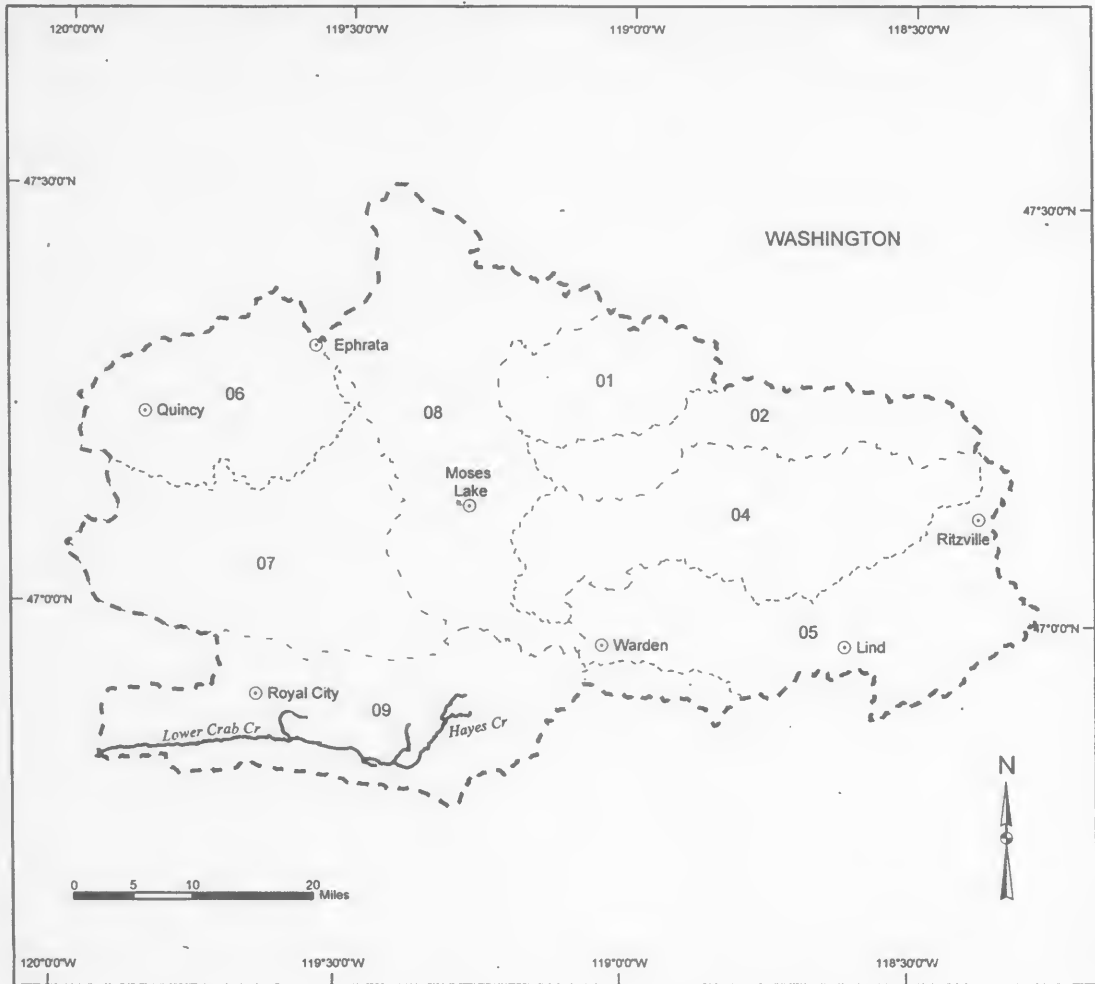 120°0'0"W
119°30'0"W
119°0'0"W
118°30'0"W
47°30'0"N
47°30'0"N
WASHINGTON
Ephrata
01
06
Quincy
08
02
Moses
Lake
04
Ritzville
07
47°0'0"N
47°0'0"N
05
Warden
Lind
Royal City
09
Lower Crab Cr
Hayes Cr
N
0
5
10
20
Miles
120°0'0"W
119°30'0"W
119°0'0"W
118°30'0"W